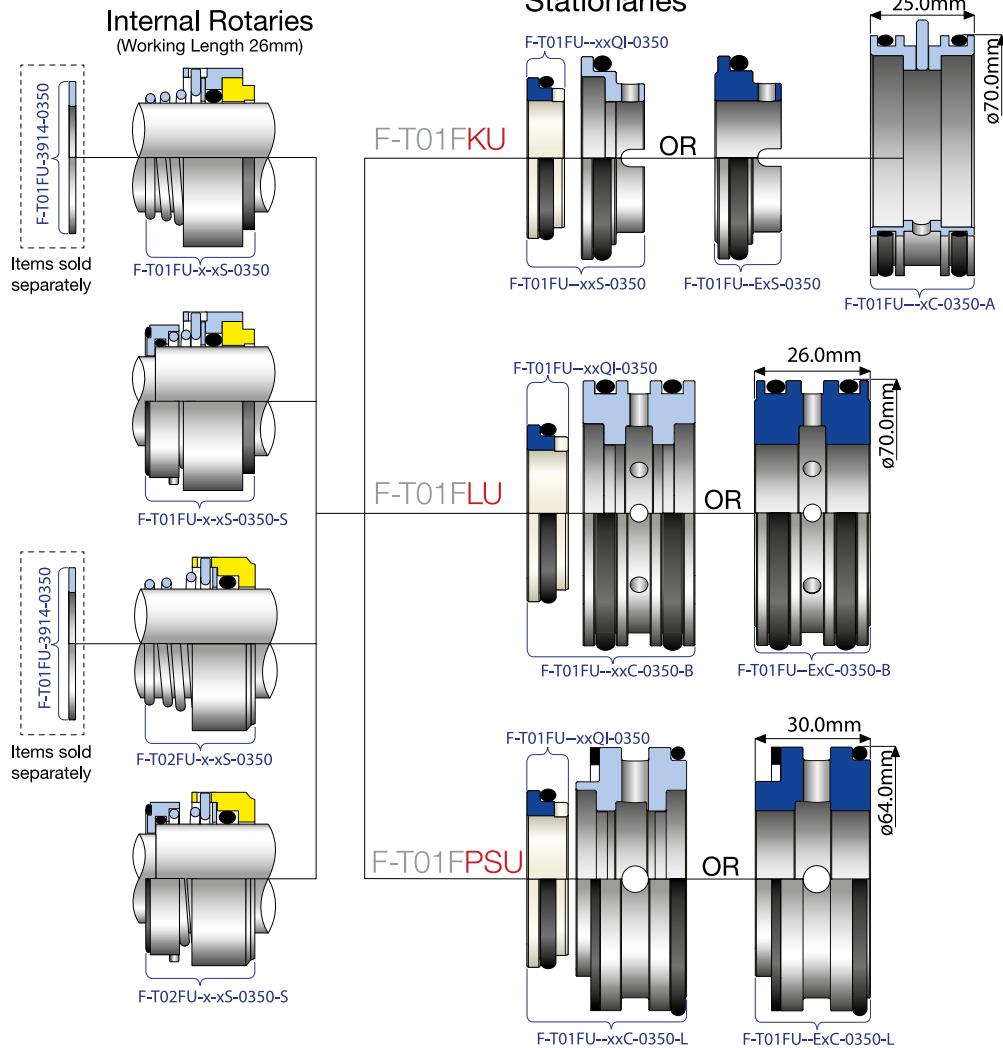 Internal Rotaries
(Working Length 26mm)
F-T01FU-3914-0350
Items sold
separately
F-T01FU-x-xS-0350
F-T01FU-x-xS-0350-S
F-T01FU-3914-0350
Items sold
separately
F-T02FU-x-xS-0350
F-T02FU-x-xS-0350-S
Stationaries
F-T01FKU
F-T01FU--xxQI-0350
F-T01FU--xxS-0350
OR
F-T01FU--ExS-0350
25.0mm
ø70.0mm
F-T01FU---xC-0350-A
F-T01FLU
F-T01FU--xxQI-0350
F-T01FU--xxC-0350-B
OR
26.0mm
ø70.0mm
F-T01FU--ExC-0350-B
F-T01FPSU
F-T01FU--xxQI-0350
F-T01FU--xxC-0350-L
OR
30.0mm
ø64.0mm
F-T01FU--ExC-0350-L